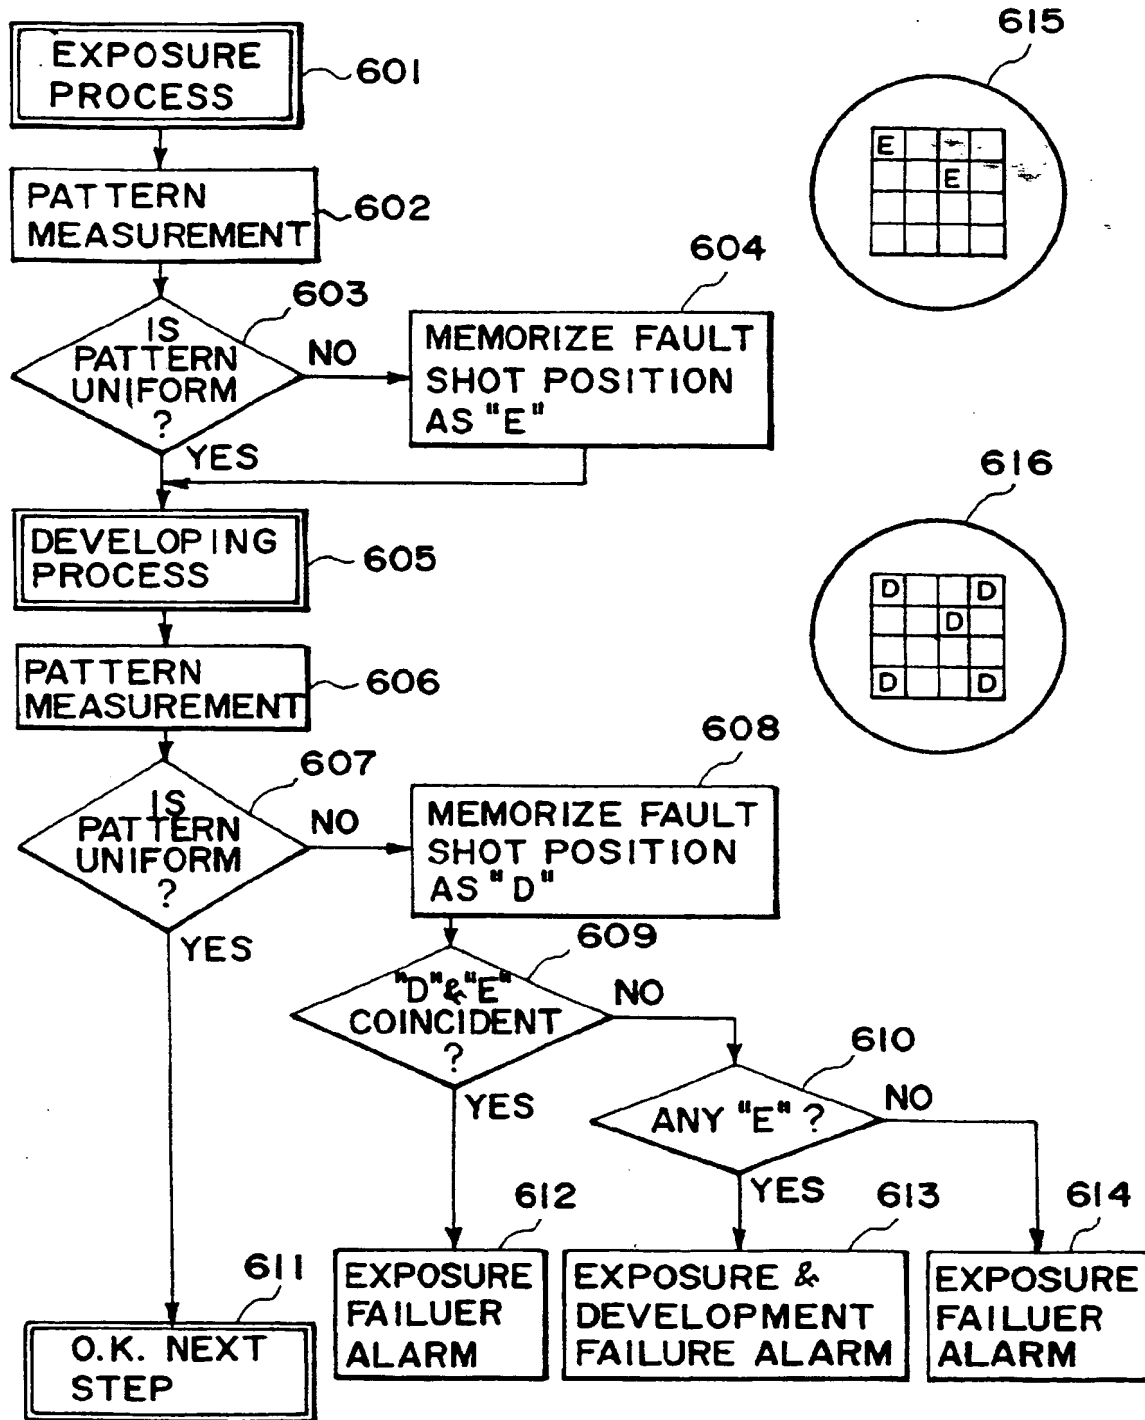 EXPOSURE
PROCESS
601
615
E
E
PATTERN
MEASUREMENT
602
603
IS
PATTERN
UNIFORM
?
NO
YES
604
MEMORIZE FAULT
SHOT POSITION
AS "E"
616
D
D
D
D
D
DEVELOPING
PROCESS
605
PATTERN
MEASUREMENT
606
607
IS
PATTERN
UNIFORM
?
NO
YES
608
MEMORIZE FAULT
SHOT POSITION
AS "D"
609
"D" & "E"
COINCIDENT
?
NO
YES
610
ANY "E" ?
NO
YES
611
O.K. NEXT
STEP
612
EXPOSURE
FAILUER
ALARM
613
EXPOSURE &
DEVELOPMENT
FAILURE ALARM
614
EXPOSURE
FAILUER
ALARM